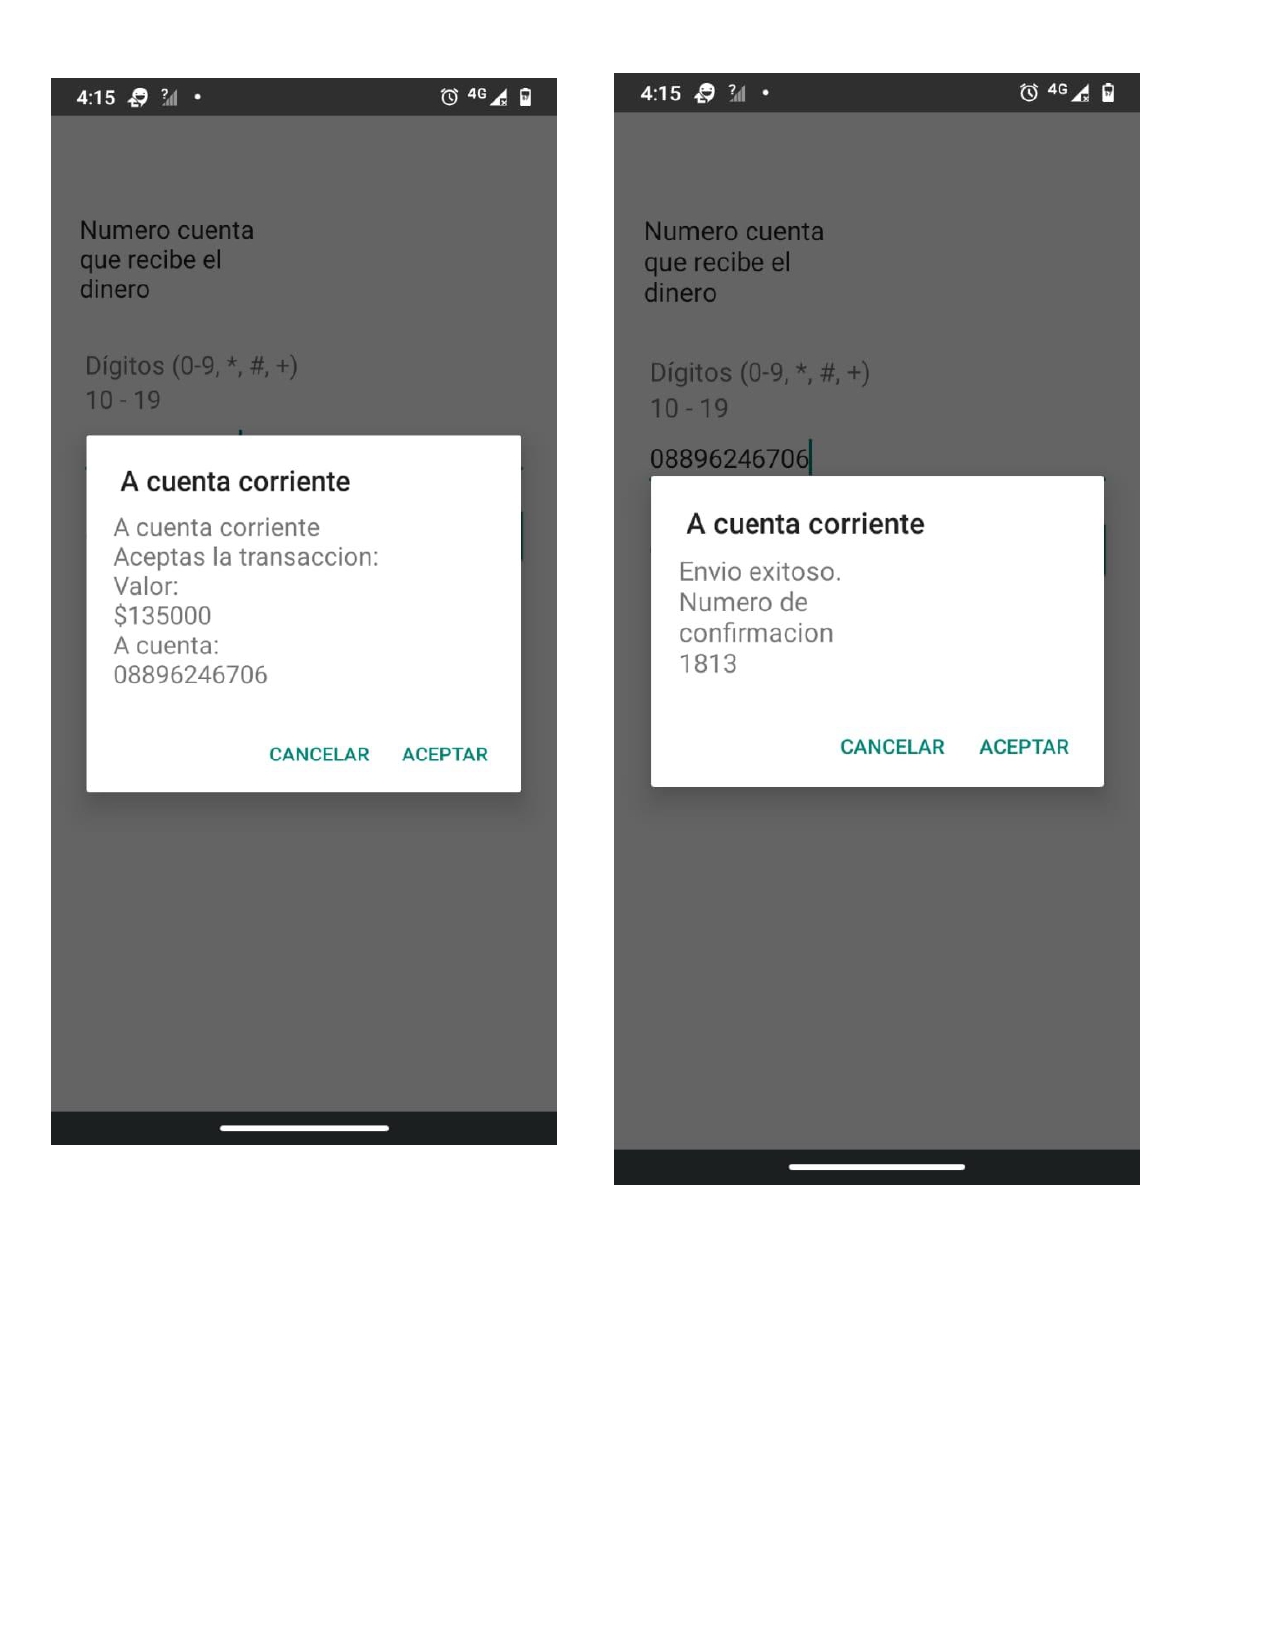 4:15
4G
Numero cuenta
que recibe el
dinero
Dígitos (0-9, *, #, +)
10 - 19
A cuenta corriente
A cuenta corriente
Aceptas la transaccion:
Valor:
$135000
A cuenta:
08896246706
CANCELAR ACEPTAR
4:15
4G
Numero cuenta
que recibe el
dinero
Dígitos (0-9, *, #, +)
10 - 19
08896246706
A cuenta corriente
Envio exitoso.
Numero de
confirmacion
1813
CANCELAR ACEPTAR